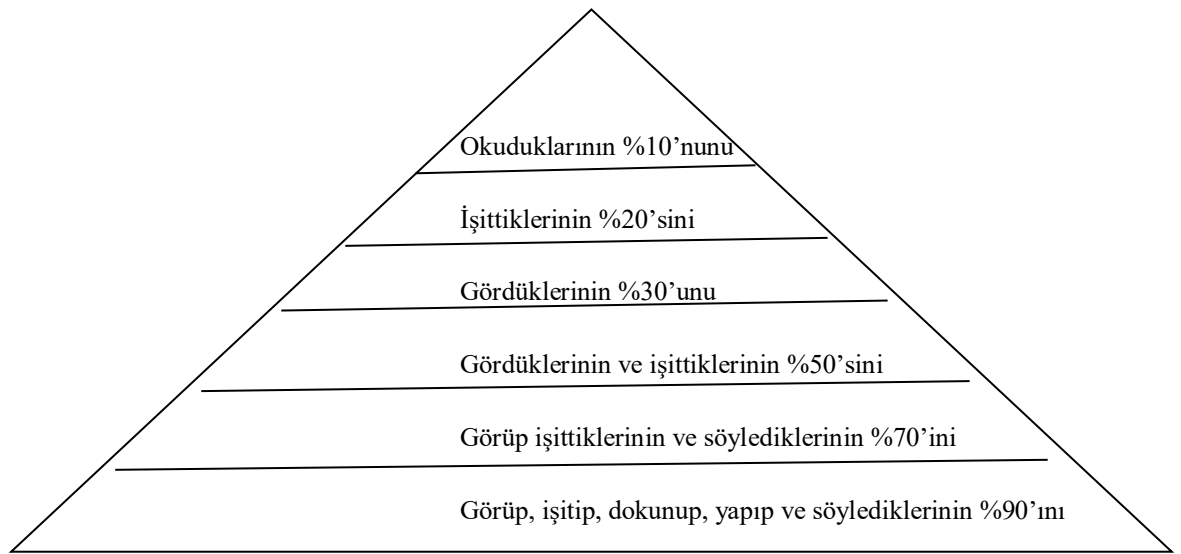 Okuduklarının %10’nunu
İşittiklerinin %20’sini
Gördüklerinin %30’unu
Gördüklerinin ve işittiklerinin %50’sini
Görüp işittiklerinin ve söylediklerinin %70’ini
Görüp, işitip, dokunup, yapıp ve söylediklerinin %90’ını